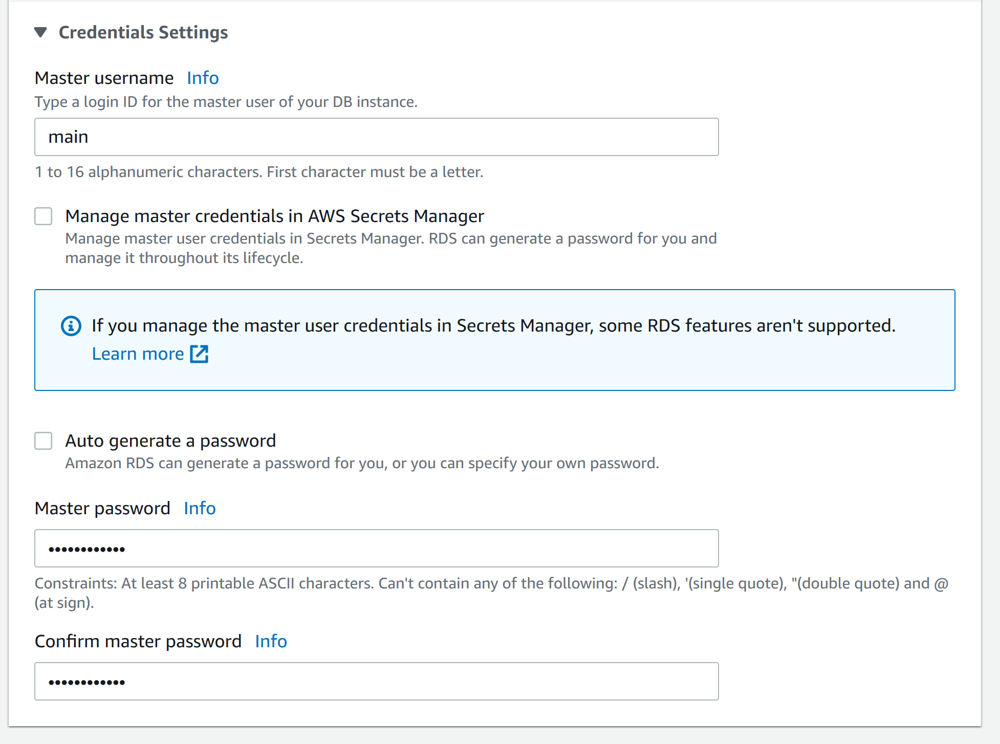 Credentials Settings
Master username Info
Type a login ID for the master user of your DB instance.
main
1 to 16 alphanumeric characters. First character must be a letter.
Manage master credentials in AWS Secrets Manager
Manage master user credentials in Secrets Manager. RDS can generate a password for you and
manage it throughout its lifecycle.
If you manage the master user credentials in Secrets Manager, some RDS features aren't supported.
Learn more
Auto generate a password
Amazon RDS can generate a password for you, or you can specify your own password.
Master password Info
••••••••••••
Constraints: At least 8 printable ASCII characters. Can't contain any of the following: / (slash), '(single quote), "(double quote) and @
(at sign).
Confirm master password Info
••••••••••••